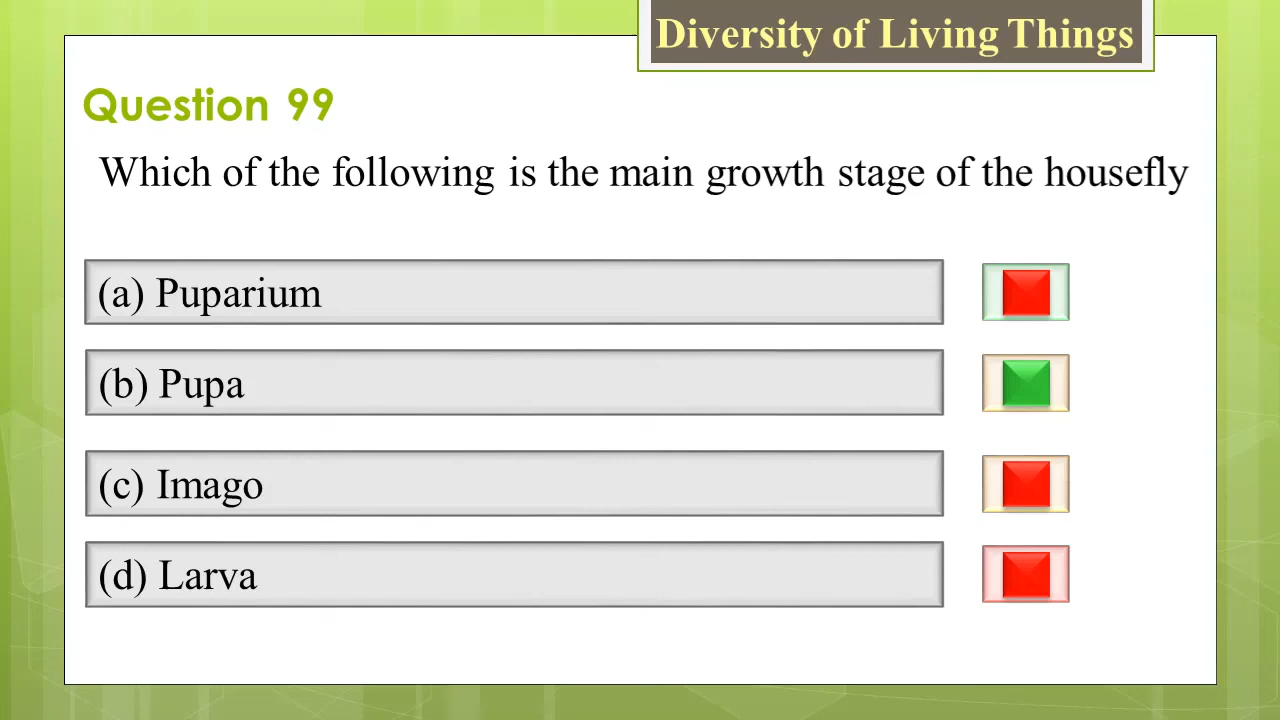 Diversity of Living Things
Question 99
Which of the following is the main growth stage of the housefly
(a) Puparium
(b) Pupa
(c) Imago
(d) Larva